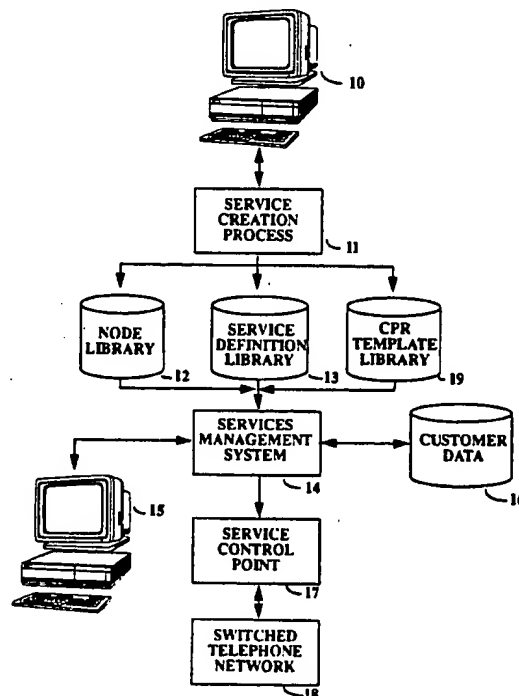 10
SERVICE
CREATION
PROCESS
11
NODE
LIBRARY
12
SERVICE
DEFINITION
LIBRARY
13
CPR
TEMPLATE
LIBRARY
19
SERVICES
MANAGEMENT
SYSTEM
14
CUSTOMER
DATA
16
15
SERVICE
CONTROL
POINT
17
SWITCHED
TELEPHONE
NETWORK
18